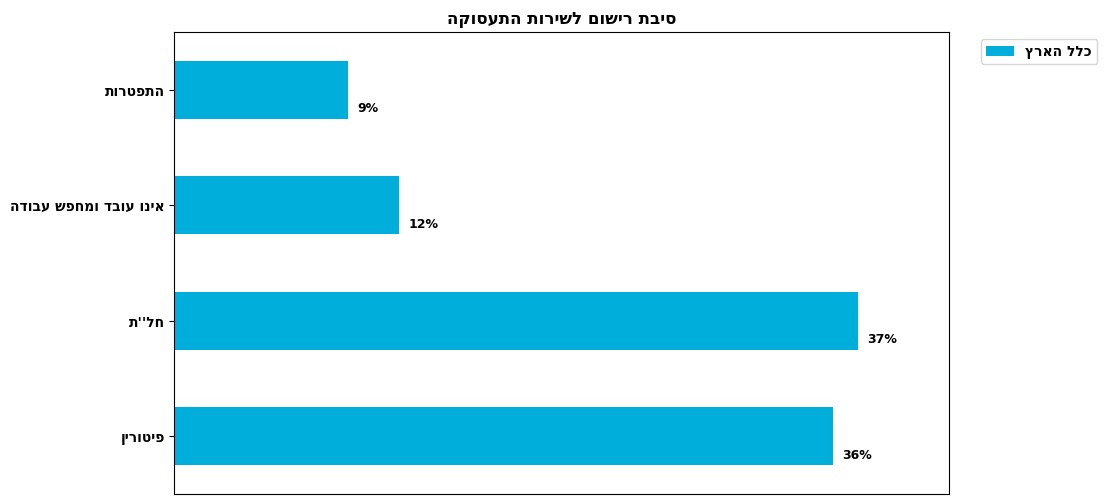 סיבת רישום לשירות התעסוקה
כלל הארץ
התפטרות
9%
אינו עובד ומחפש עבודה
12%
חל''ת
37%
פיטורין
36%